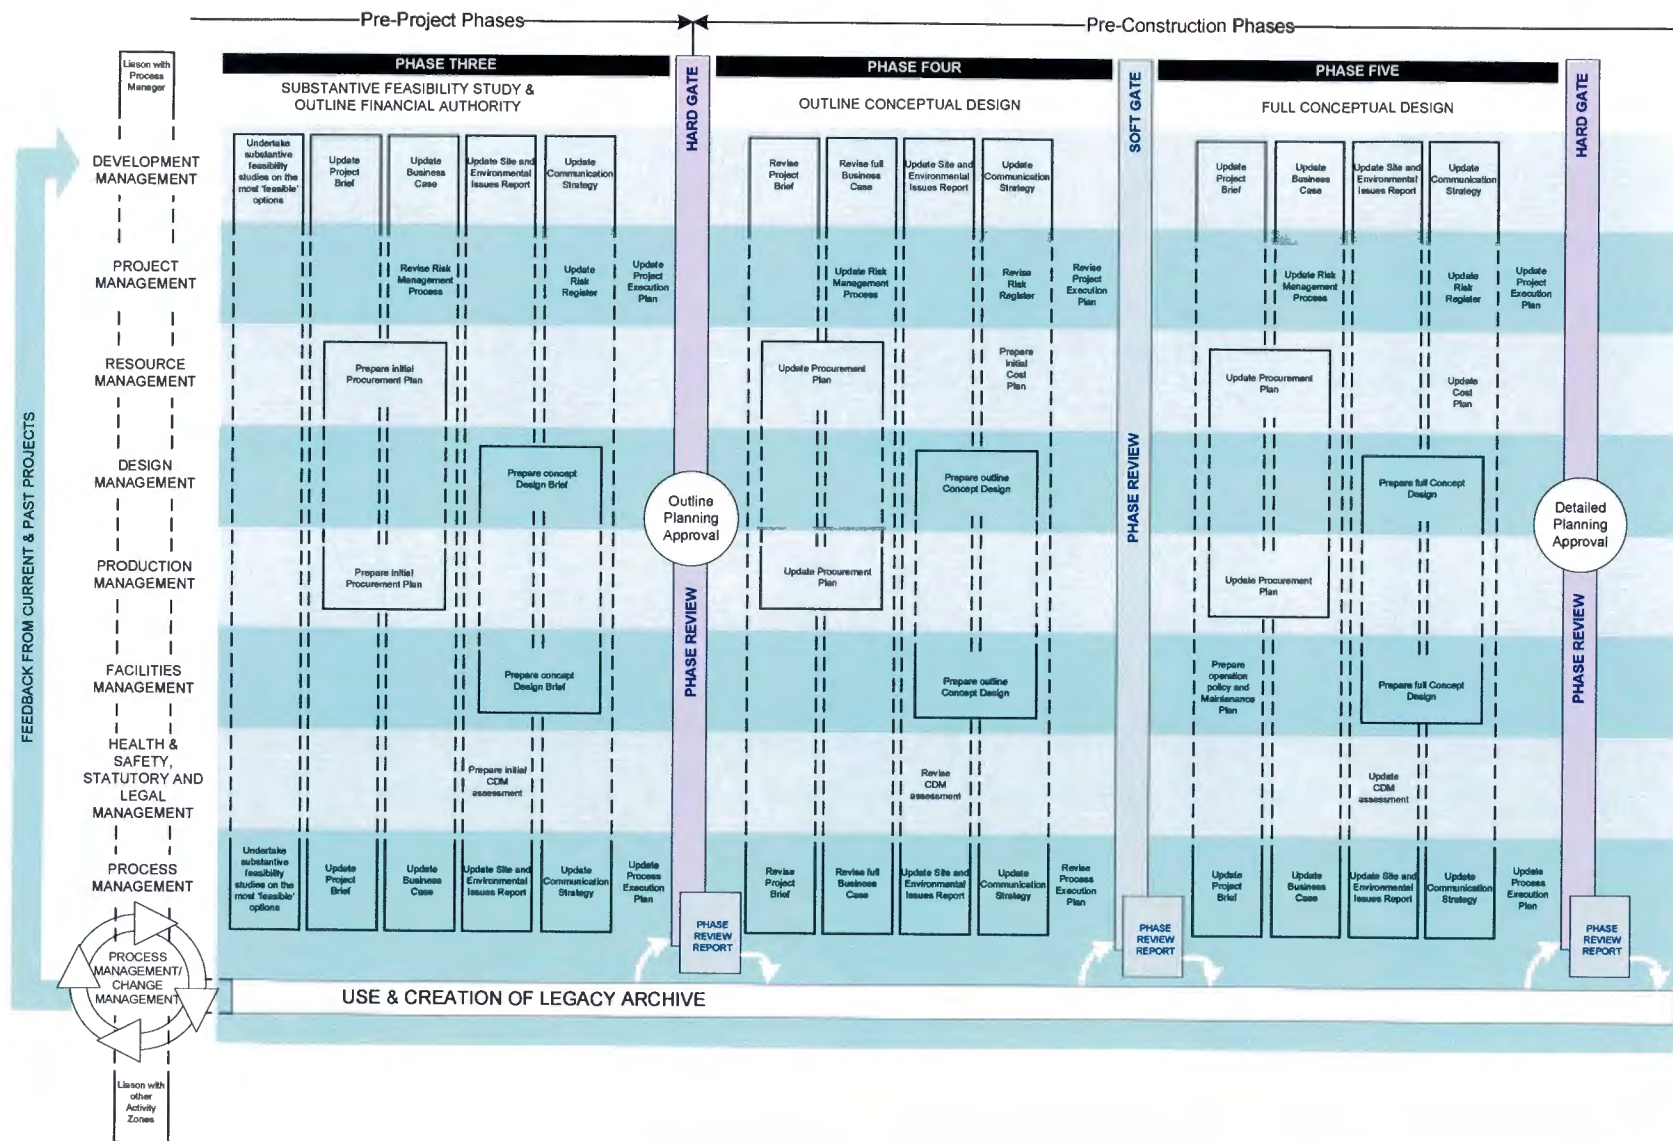 Pre-Project Phases
Pre-Construction Phases
Liason with
Process
Manager
PHASE THREE
SUBSTANTIVE FEASIBILITY STUDY &
OUTLINE FINANCIAL AUTHORITY
HARD GATE
PHASE FOUR
OUTLINE CONCEPTUAL DESIGN
SOFT GATE
PHASE FIVE
FULL CONCEPTUAL DESIGN
HARD GATE
FEEDBACK FROM CURRENT & PAST PROJECTS
DEVELOPMENT
MANAGEMENT
Undertake
substantive
feasibility
studies on the
most 'feasible'
options
Update
Project
Brief
Update
Business
Case
Update Site and
Environmental
Issues Report
Update
Communication
Strategy
Revise
Project
Brief
Revise full
Business
Case
Update Site and
Environmental
Issues Report
Update
Communication
Strategy
Update
Project
Brief
Update
Business
Case
Update Site and
Environmental
Issues Report
Update
Communication
Strategy
PROJECT
MANAGEMENT
Revise Risk
Management
Process
Update
Risk
Register
Update
Project
Execution
Plan
Update Risk
Management
Process
Revise
Risk
Register
Revise
Project
Execution
Plan
Update Risk
Management
Process
Update
Risk
Register
Update
Project
Execution
Plan
RESOURCE
MANAGEMENT
Prepare initial
Procurement Plan
Update Procurement
Plan
Prepare
initial
Cost
Plan
Update Procurement
Plan
Update
Cost
Plan
DESIGN
MANAGEMENT
Prepare concept
Design Brief
Outline
Planning
Approval
Prepare outline
Concept Design
PHASE REVIEW
Prepare full Concept
Design
Detailed
Planning
Approval
PRODUCTION
MANAGEMENT
Prepare initial
Procurement Plan
Update Procurement
Plan
Update Procurement
Plan
FACILITIES
MANAGEMENT
Prepare concept
Design Brief
PHASE REVIEW
Prepare outline
Concept Design
Prepare
operation
policy and
Maintenance
Plan
Prepare full Concept
Design
PHASE REVIEW
HEALTH &
SAFETY,
STATUTORY AND
LEGAL
MANAGEMENT
Prepare initial
CDM
assessment
Revise
CDM
assessment
Update
CDM
assessment
PROCESS
MANAGEMENT
Undertake
substantive
feasibility
studies on the
most 'feasible'
options
Update
Project
Brief
Update
Business
Case
Update Site and
Environmental
Issues Report
Update
Communication
Strategy
Update
Process
Execution
Plan
Revise
Project
Brief
Revise full
Business
Case
Update Site and
Environmental
Issues Report
Update
Communication
Strategy
Revise
Process
Execution
Plan
Update
Project
Brief
Update
Business
Case
Update Site and
Environmental
Issues Report
Update
Communication
Strategy
Update
Process
Execution
Plan
PHASE
REVIEW
REPORT
PHASE
REVIEW
REPORT
PHASE
REVIEW
REPORT
PROCESS
MANAGEMENT/
CHANGE
MANAGEMENT
USE & CREATION OF LEGACY ARCHIVE
Liason with
other
Activity
Zones